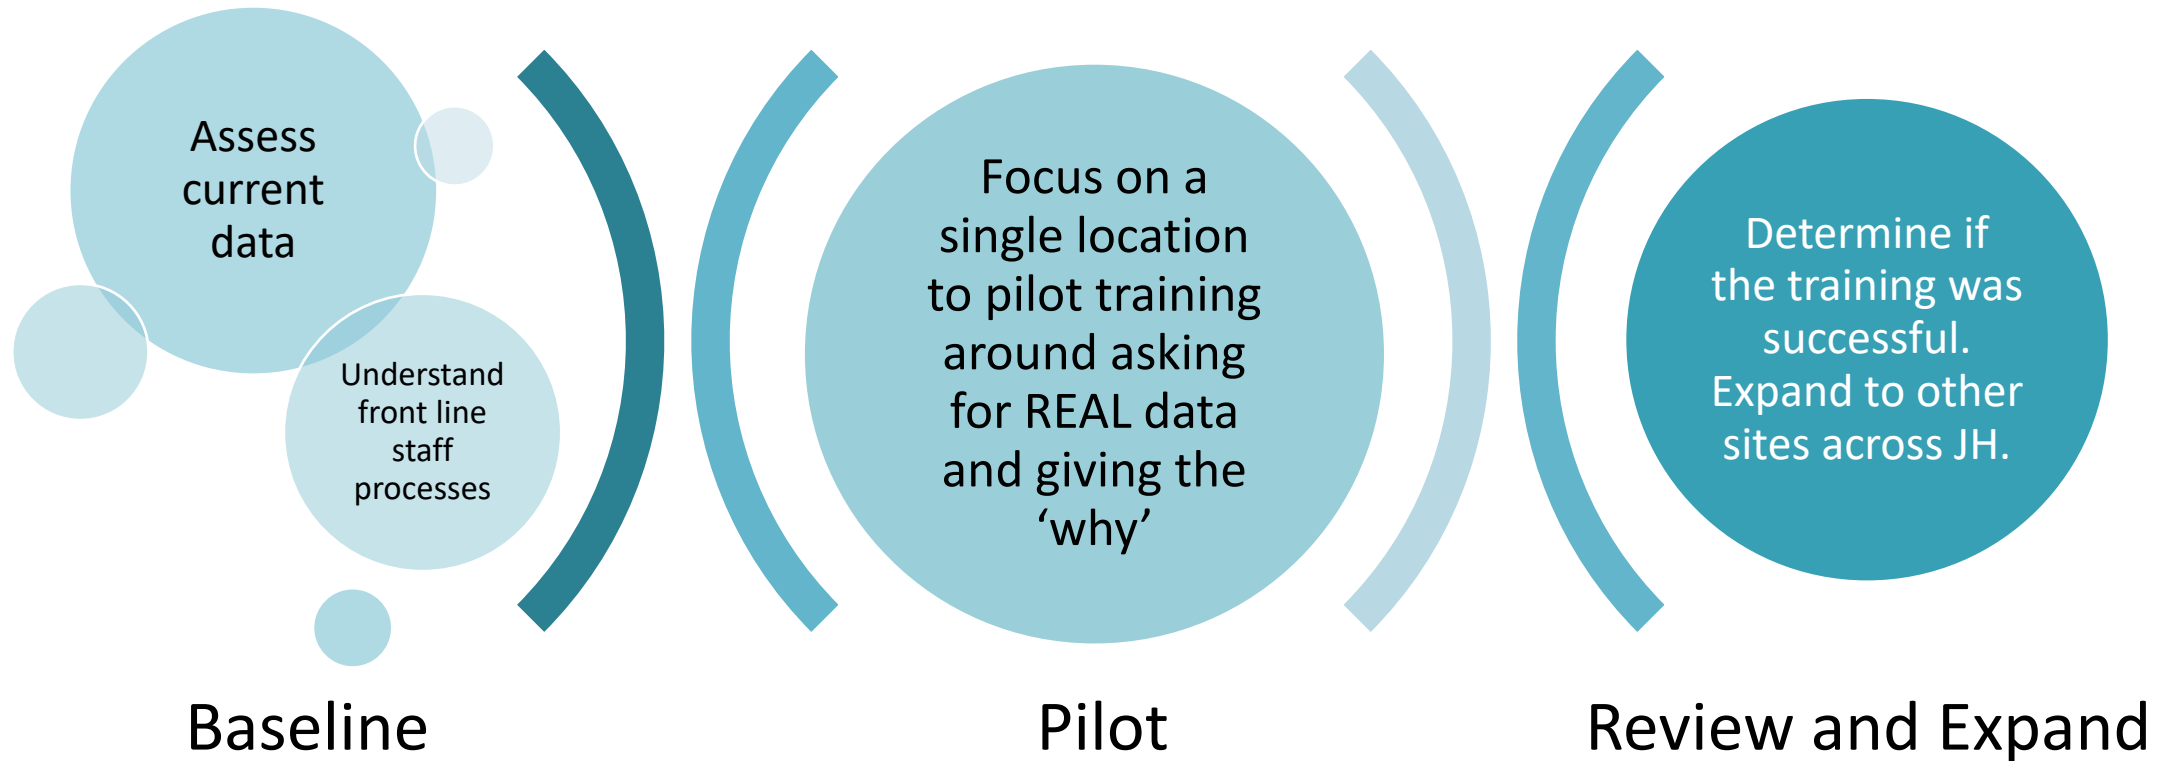 Assess
current
data
Understand
front line
staff
processes
Baseline
Focus on a
single location
to pilot training
around asking
for REAL data
and giving the
‘why’
Pilot
Determine if
the training was
successful.
Expand to other
sites across JH.
Review and Expand